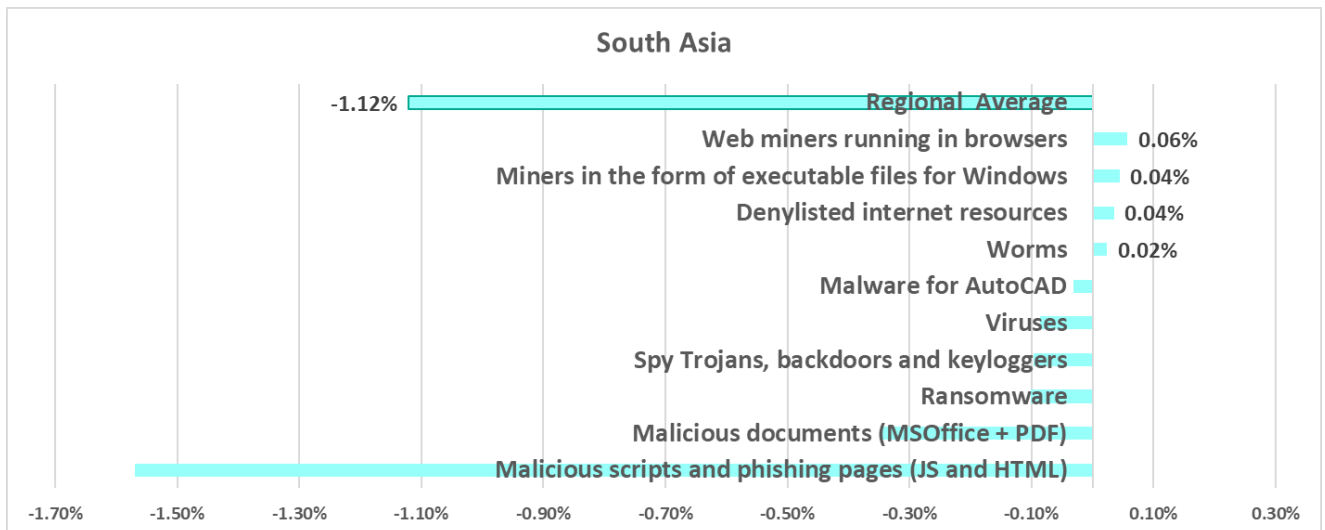 South Asia
-1.12% Regional Average
Web miners running in browsers 0.06%
Miners in the form of executable files for Windows 0.04%
Denylisted internet resources 0.04%
Worms 0.02%
Malware for AutoCAD
Viruses
Spy Trojans, backdoors and keyloggers
Ransomware
Malicious documents (MSOffice + PDF)
Malicious scripts and phishing pages (JS and HTML)
-1.70% -1.50% -1.30% -1.10% -0.90% -0.70% -0.50% -0.30% -0.10% 0.10% 0.30%